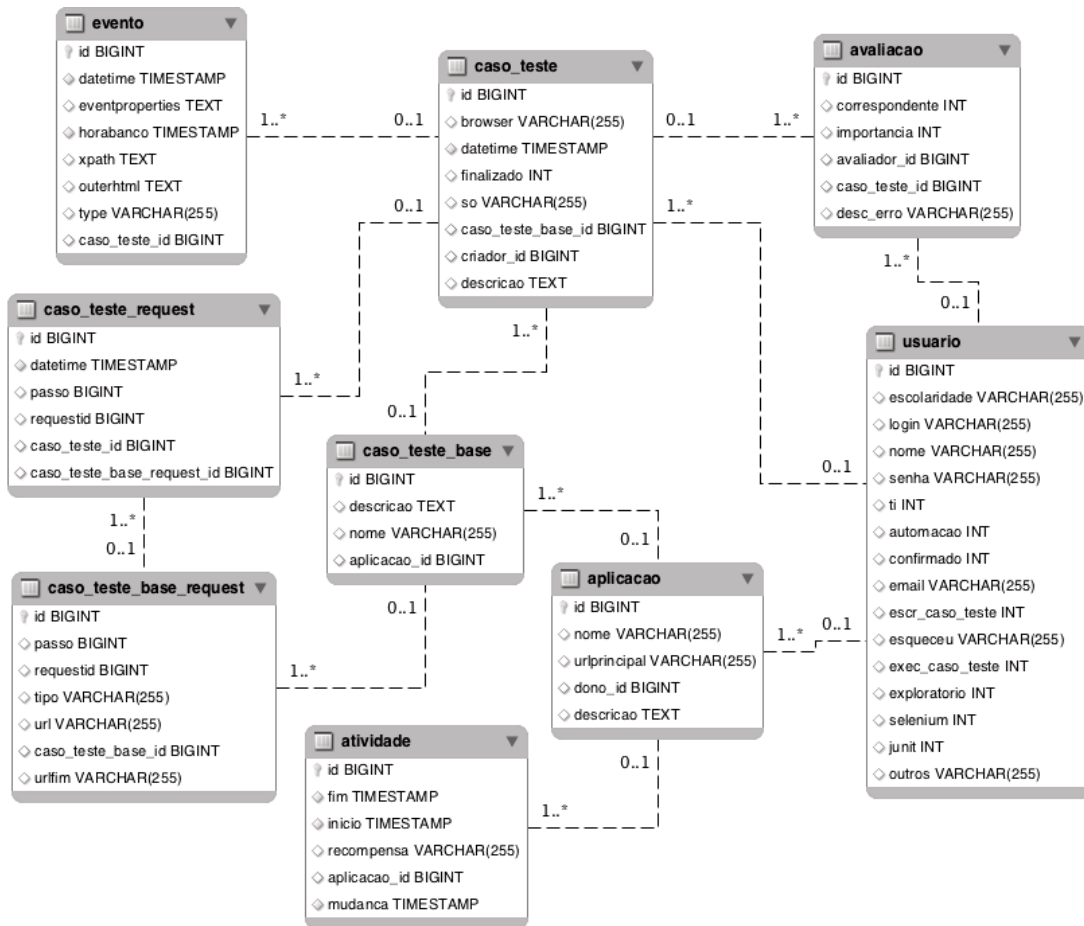 evento
id BIGINT
datetime TIMESTAMP
eventproperties TEXT
horabanco TIMESTAMP
xpath TEXT
outerhtml TEXT
type VARCHAR(255)
caso_teste_id BIGINT
1..*
0..1
caso_teste
id BIGINT
browser VARCHAR(255)
datetime TIMESTAMP
finalizado INT
so VARCHAR(255)
caso_teste_base_id BIGINT
criador_id BIGINT
descricao TEXT
0..1
1..*
avaliacao
id BIGINT
correspondente INT
importancia INT
avaliador_id BIGINT
caso_teste_id BIGINT
desc_erro VARCHAR(255)
0..1
1..*
1..*
0..1
caso_teste_request
id BIGINT
datetime TIMESTAMP
passo BIGINT
requestid BIGINT
caso_teste_id BIGINT
caso_teste_base_request_id BIGINT
1..*
1..*
0..1
usuario
id BIGINT
escolaridade VARCHAR(255)
login VARCHAR(255)
nome VARCHAR(255)
senha VARCHAR(255)
ti INT
automacao INT
confirmado INT
email VARCHAR(255)
escr_caso_teste INT
esqueceu VARCHAR(255)
exec_caso_teste INT
exploratorio INT
selenium INT
junit INT
outros VARCHAR(255)
0..1
caso_teste_base
id BIGINT
descricao TEXT
nome VARCHAR(255)
aplicacao_id BIGINT
1..*
0..1
1..*
0..1
caso_teste_base_request
id BIGINT
passo BIGINT
requestid BIGINT
tipo VARCHAR(255)
url VARCHAR(255)
caso_teste_base_id BIGINT
urlfim VARCHAR(255)
0..1
1..*
aplicacao
id BIGINT
nome VARCHAR(255)
urlprincipal VARCHAR(255)
dono_id BIGINT
descricao TEXT
1..*
0..1
atividade
id BIGINT
fim TIMESTAMP
inicio TIMESTAMP
recompensa VARCHAR(255)
aplicacao_id BIGINT
mudanca TIMESTAMP
0..1
1..*